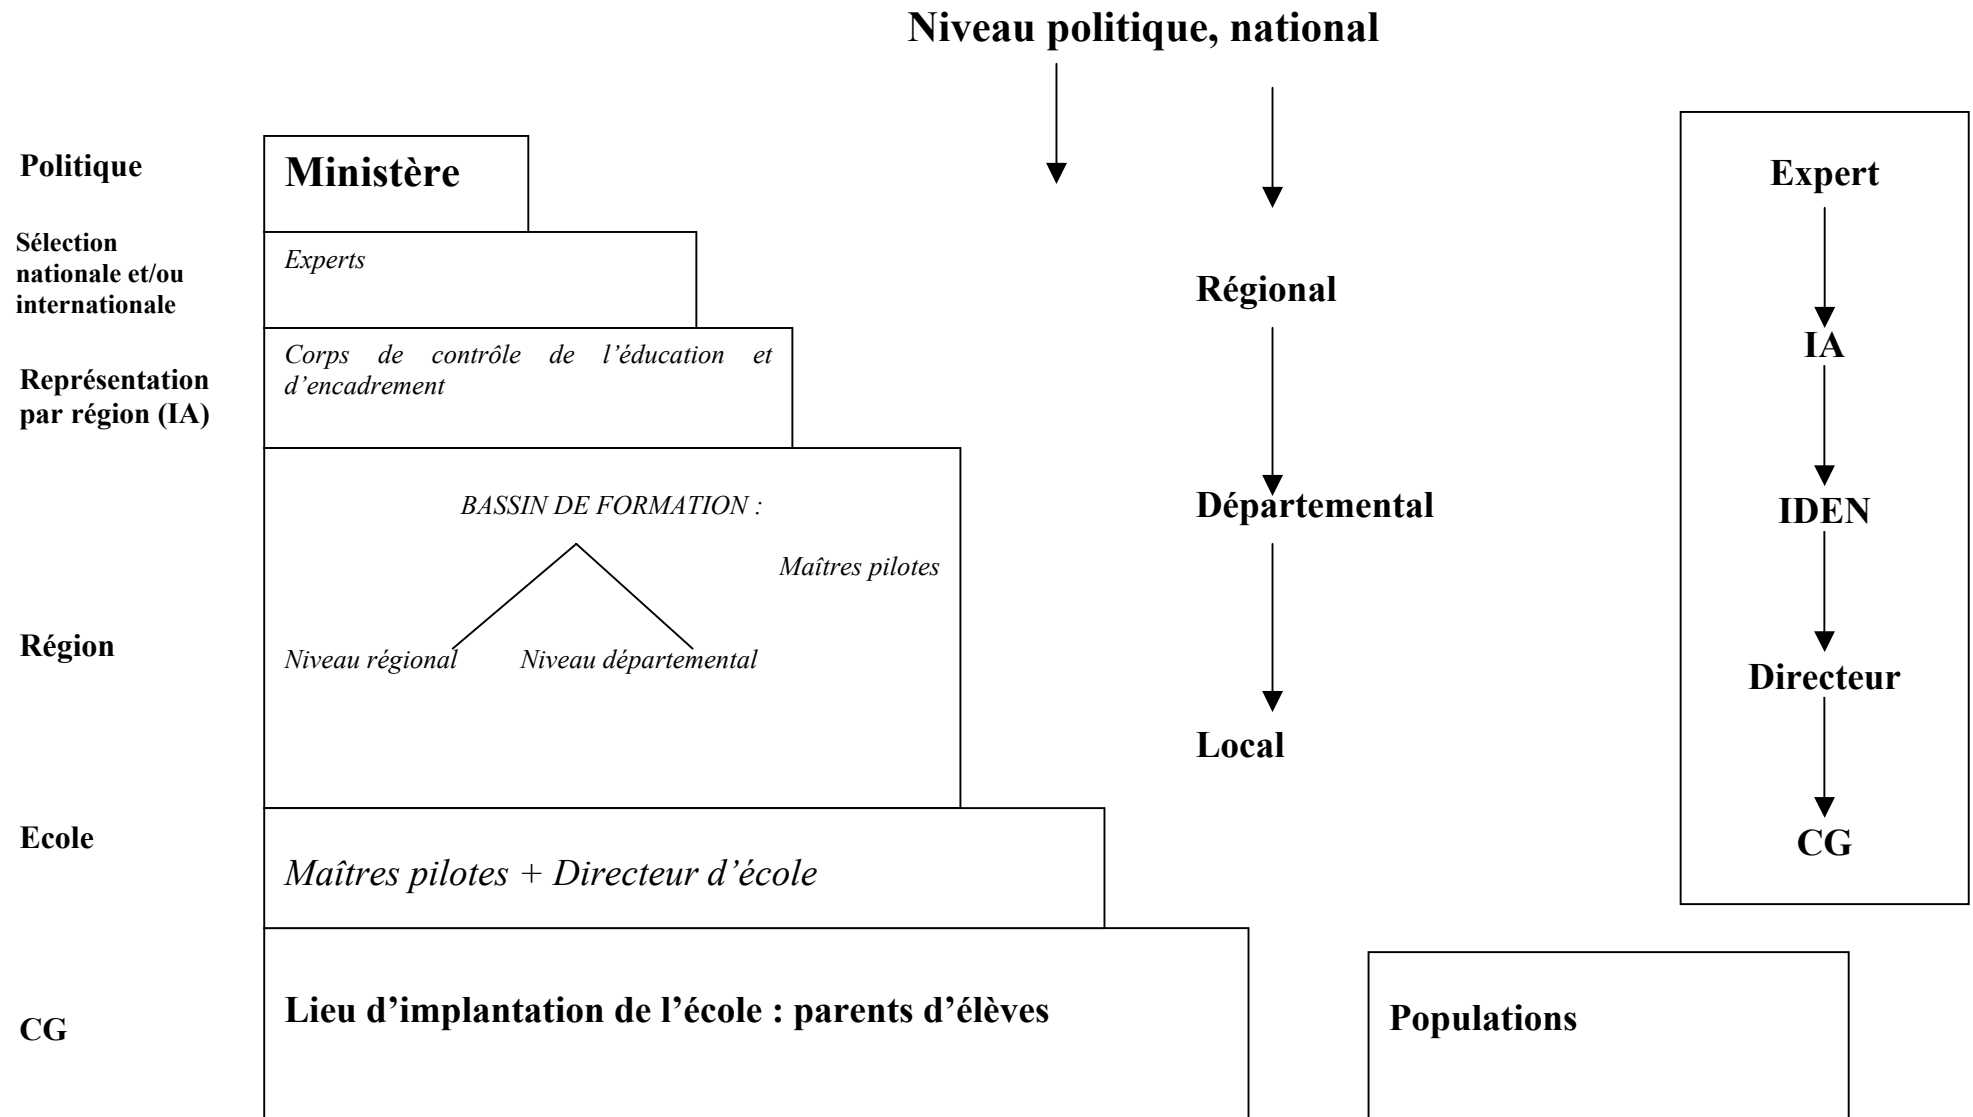 Niveau politique, national
Politique
Ministère
Expert
Sélection
nationale et/ou
internationale
Experts
Régional
IA
Représentation
par région (IA)
Corps de contrôle de l’éducation et
d’encadrement
BASSIN DE FORMATION :
Départemental
IDEN
Maîtres pilotes
Région
Niveau régional
Niveau départemental
Directeur
Local
Ecole
Maîtres pilotes + Directeur d’école
CG
CG
Lieu d’implantation de l’école : parents d’élèves
Populations